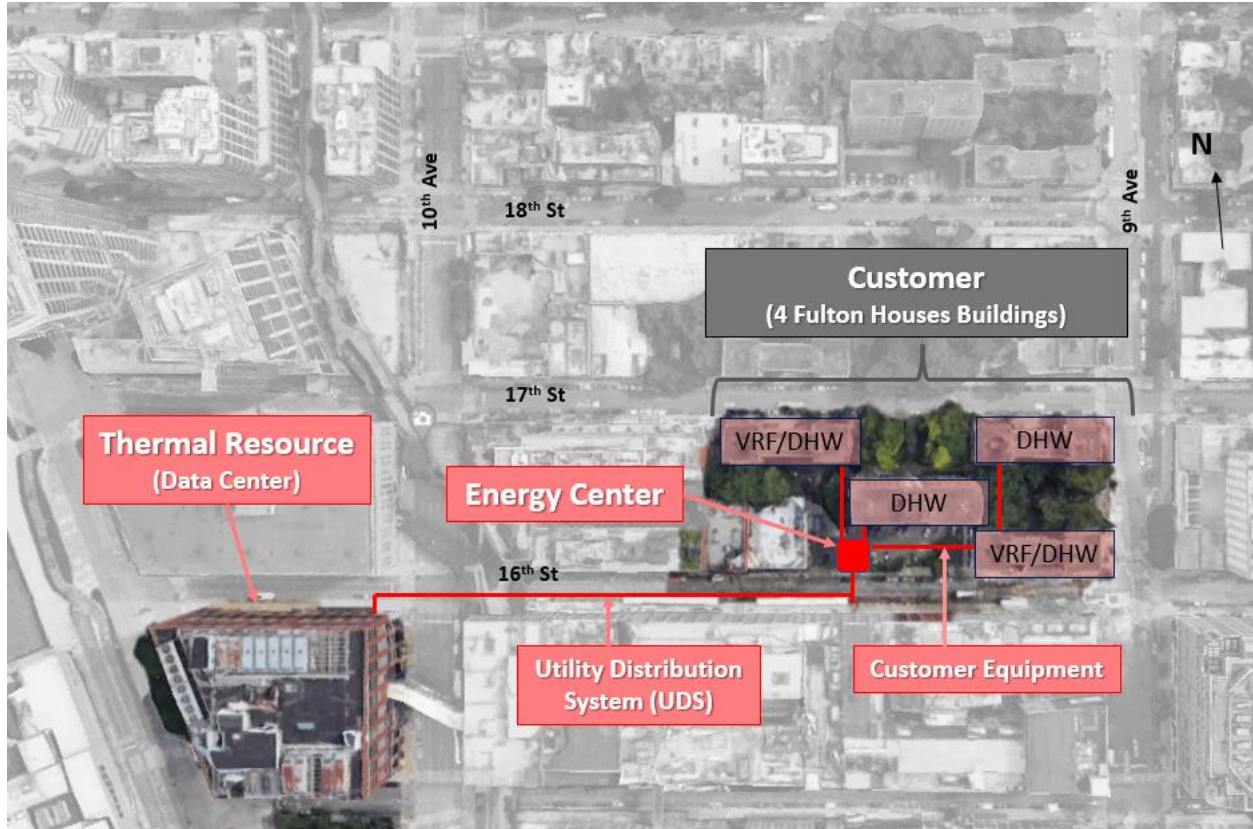 10th Ave
9th Ave
N
18th St
Customer
(4 Fulton Houses Buildings)
17th St
Thermal Resource
(Data Center)
VRF/DHW
DHW
Energy Center
DHW
VRF/DHW
16th St
Utility Distribution
System (UDS)
Customer Equipment